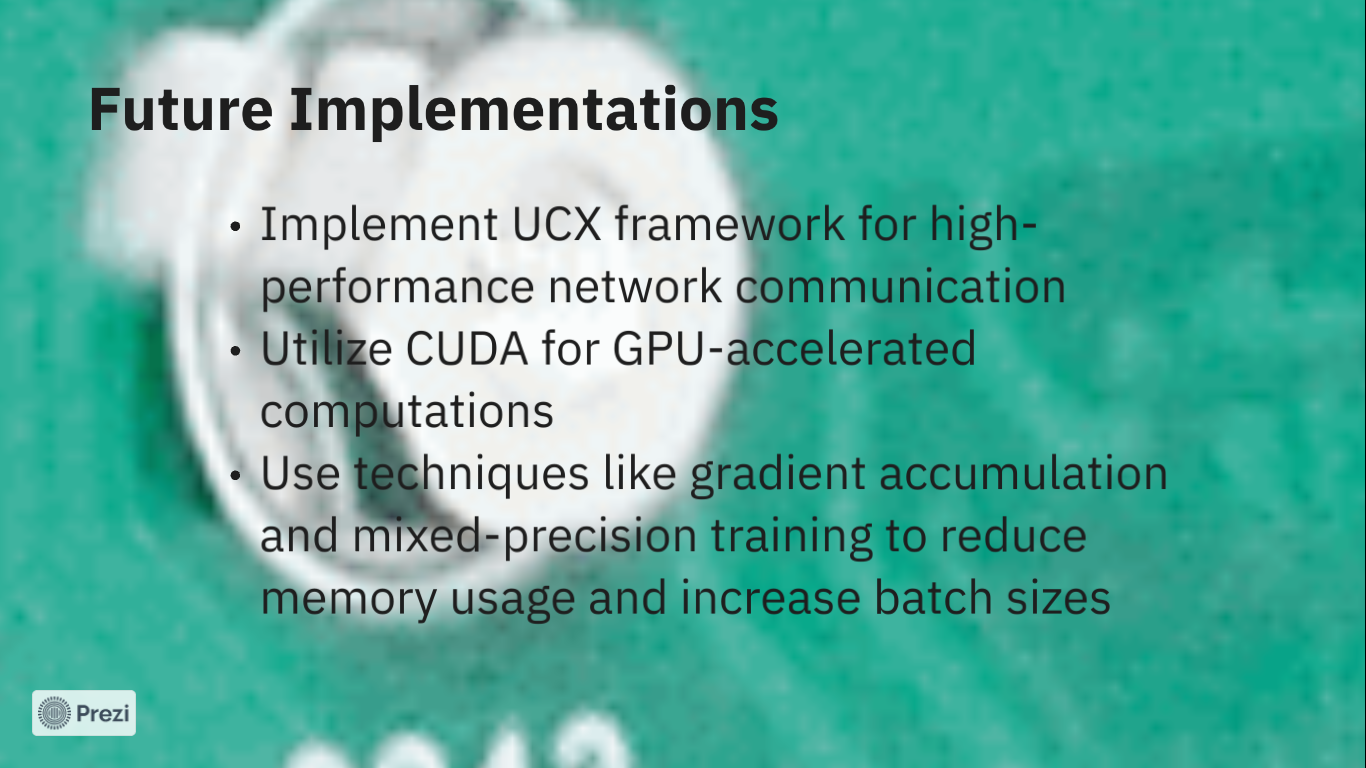 Future Implementations
• Implement UCX framework for high-
performance network communication
• Utilize CUDA for GPU-accelerated
computations
• Use techniques like gradient accumulation
and mixed-precision training to reduce
memory usage and increase batch sizes
Prezi